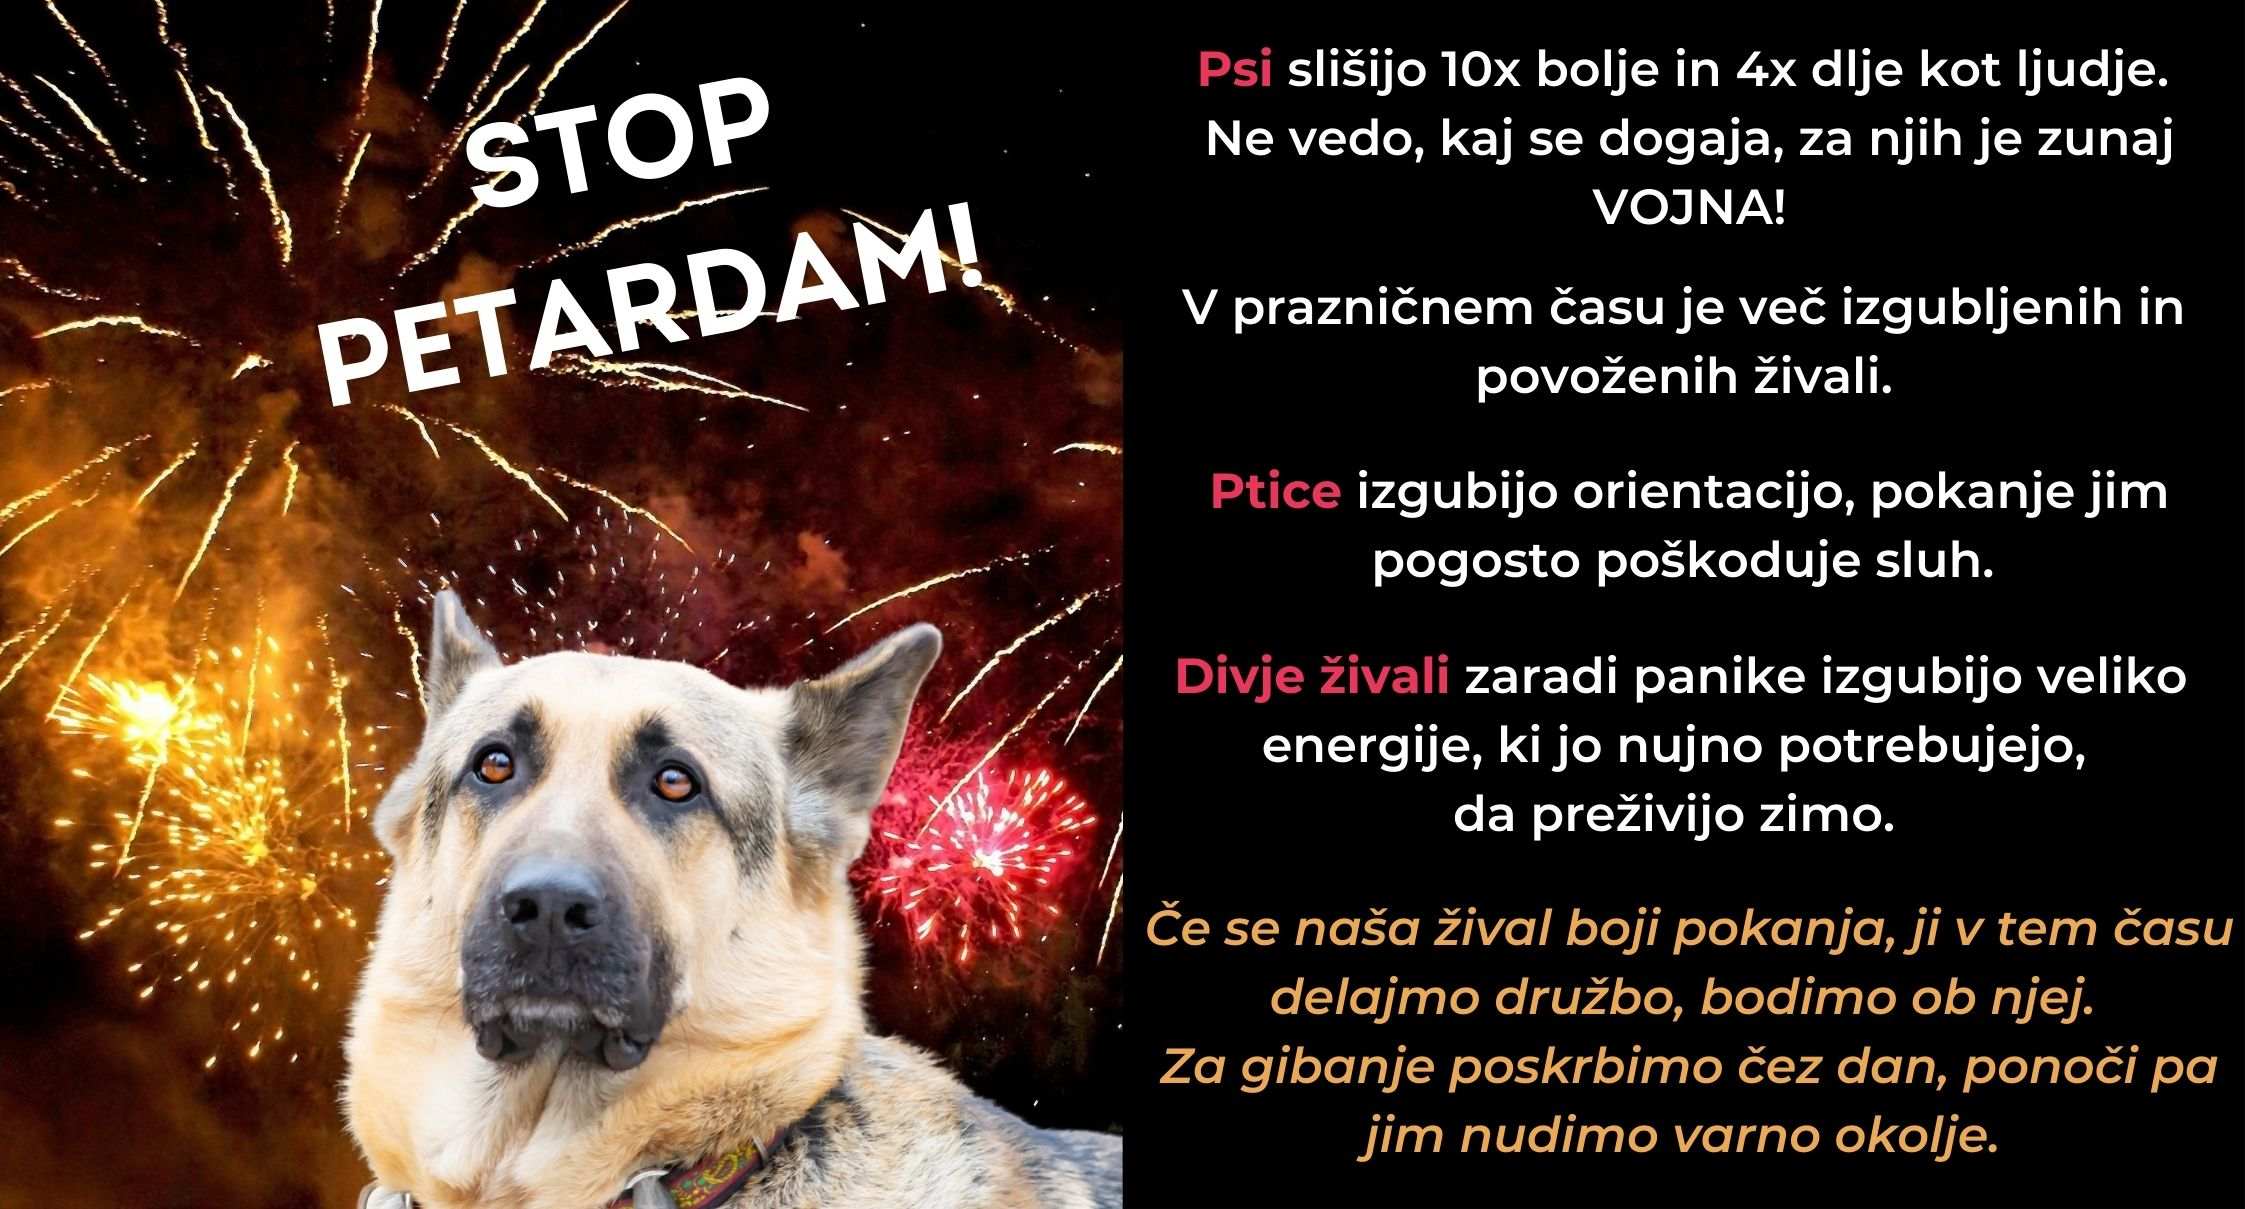 STOP
PETARDAM!
Psi slišijo 10x bolje in 4x dlje kot ljudje.
Ne vedo, kaj se dogaja, za njih je zunaj
VOJNA!
V prazničnem času je več izgubljenih in
povoženih živali.
Ptice izgubijo orientacijo, pokanje jim
pogosto poškoduje sluh.
Divje živali zaradi panike izgubijo veliko
energije, ki jo nujno potrebujejo,
da preživijo zimo.
Če se naša žival boji pokanja, ji v tem času
delajmo družbo, bodimo ob njej.
Za gibanje poskrbimo čez dan, ponoči pa
jim nudimo varno okolje.